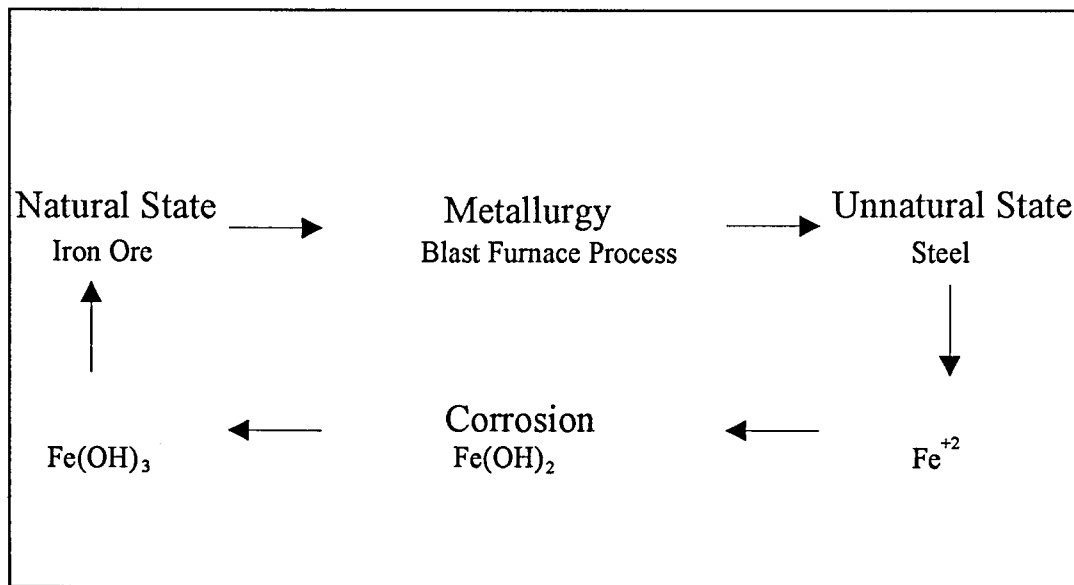 Natural State
Iron Ore
Metallurgy
Blast Furnace Process
Unnatural State
Steel
Fe(OH)₃
Corrosion
Fe(OH)₂
Fe⁺²